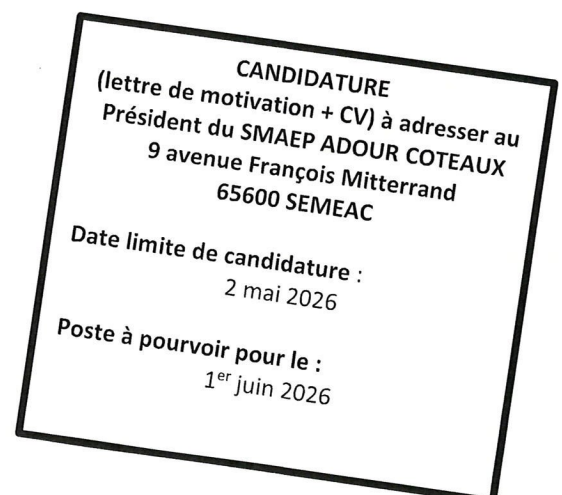 CANDIDATURE
(lettre de motivation + CV) à adresser au
Président du SMAEP ADOUR COTEAUX
9 avenue François Mitterrand
65600 SEMEAC
Date limite de candidature :
2 mai 2026
Poste à pourvoir pour le :
1er juin 2026